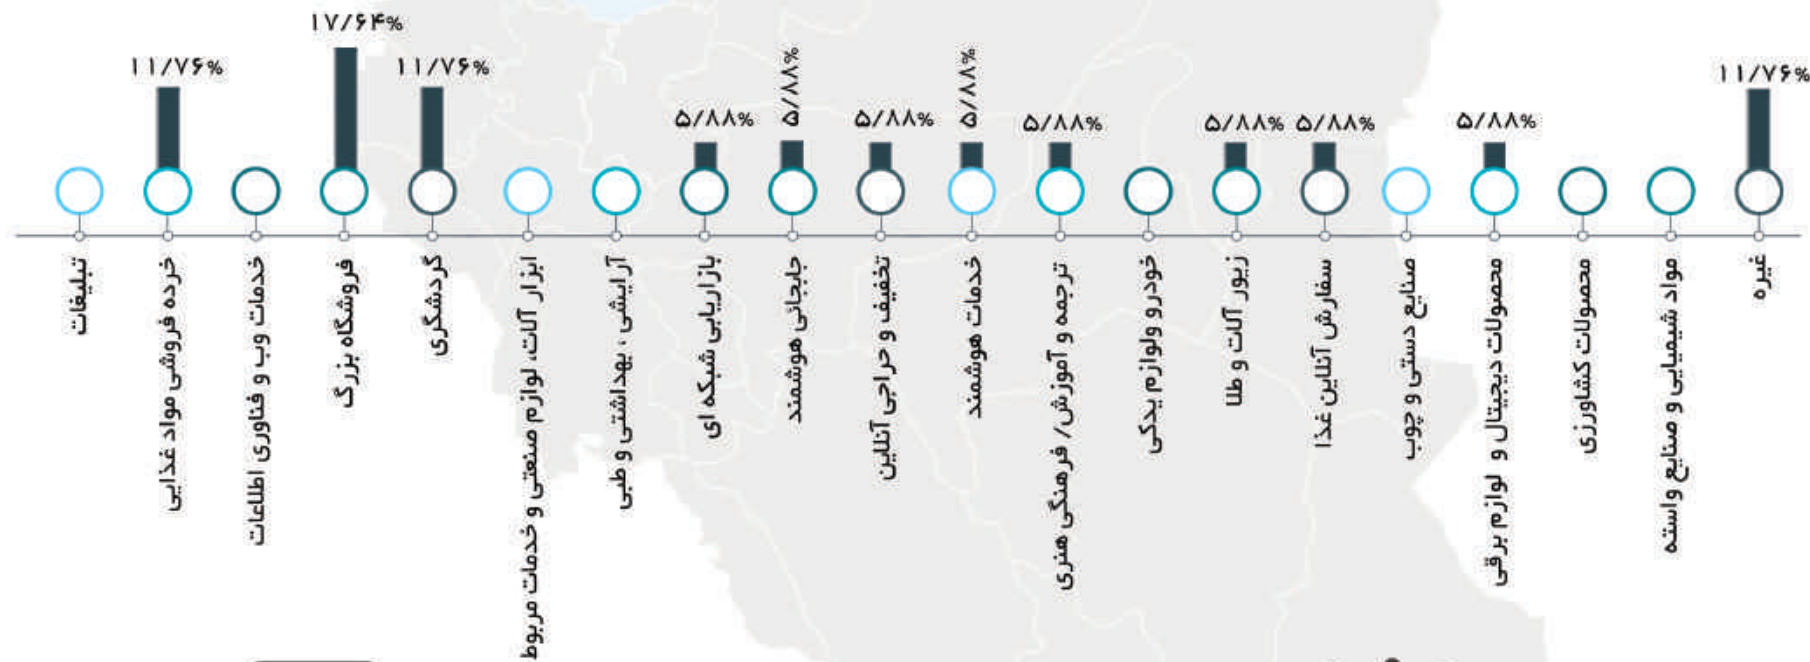 ۱۱/۷۶%
۱۷/۶۴%
۱۱/۷۶%
۵/۸۸%
۵/۸۸%
۵/۸۸%
۵/۸۸%
۵/۸۸%
۵/۸۸%
۵/۸۸%
۵/۸۸%
۱۱/۷۶%
تبلیغات
خرده فروشی مواد غذایی
خدمات وب و فناوری اطلاعات
فروشگاه بزرگ
گردشگری
ابزار آلات، لوازم صنعتی و خدمات مربوط
آرایشی ، بهداشتی و طبی
بازاریابی شبکه ای
جابجائی هوشمند
تخفیف و حراجی آنلاین
خدمات هوشمند
ترجمه و آموزش/ فرهنگی هنری
خودرو ولوازم یدکی
زیور آلات و طلا
سفارش آنلاین غذا
صنایع دستی و چوب
محصولات دیجیتال و لوازم برقی
محصولات کشاورزی
مواد شیمیایی و صنایع وابسته
غیره